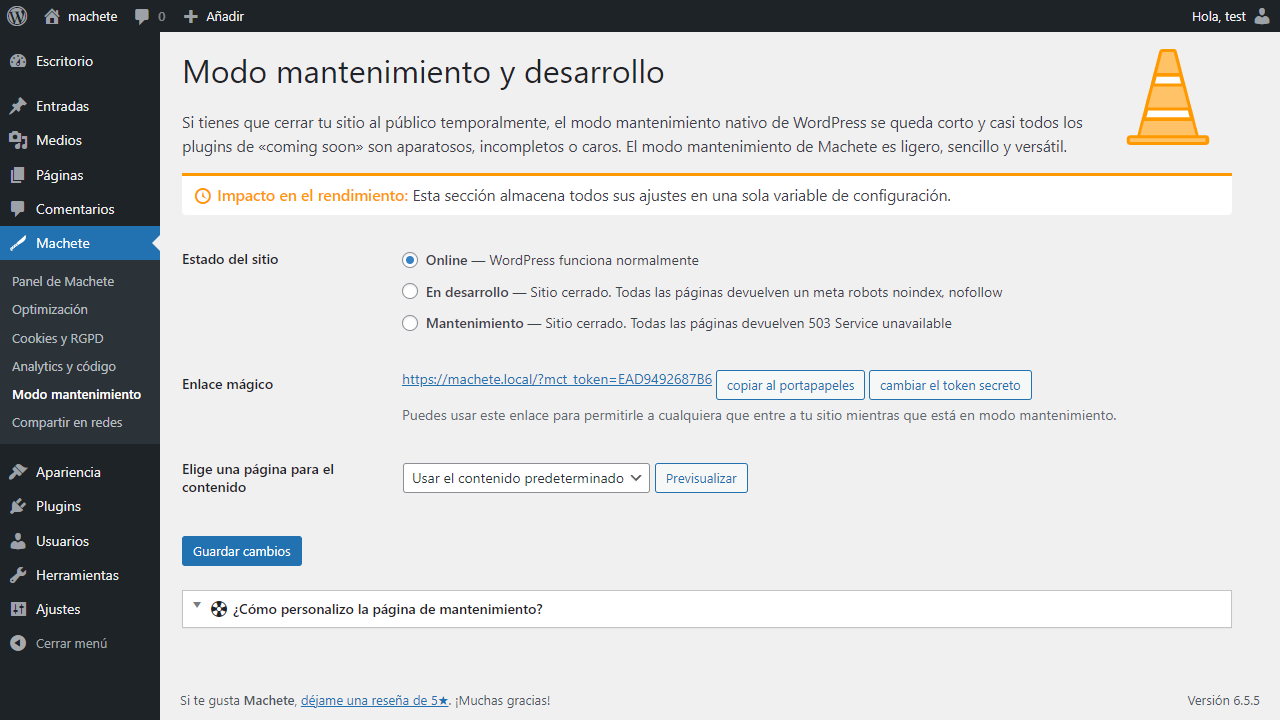 machete 0 Añadir Hola, test
Escritorio
Entradas
Medios
Páginas
Comentarios
Machete
Panel de Machete
Optimización
Cookies y RGPD
Analytics y código
Modo mantenimiento
Compartir en redes
Apariencia
Plugins
Usuarios
Herramientas
Ajustes
Cerrar menú
Modo mantenimiento y desarrollo
Si tienes que cerrar tu sitio al público temporalmente, el modo mantenimiento nativo de WordPress se queda corto y casi todos los
plugins de «coming soon» son aparatosos, incompletos o caros. El modo mantenimiento de Machete es ligero, sencillo y versátil.
Impacto en el rendimiento: Esta sección almacena todos sus ajustes en una sola variable de configuración.
Estado del sitio
Online — WordPress funciona normalmente
En desarrollo — Sitio cerrado. Todas las páginas devuelven un meta robots noindex, nofollow
Mantenimiento — Sitio cerrado. Todas las páginas devuelven 503 Service unavailable
Enlace mágico
https://machete.local/?mct_token=EAD9492687B6 copiar al portapapeles cambiar el token secreto
Puedes usar este enlace para permitirle a cualquiera que entre a tu sitio mientras que está en modo mantenimiento.
Elige una página para el
contenido
Usar el contenido predeterminado Previsualizar
Guardar cambios
¿Cómo personalizo la página de mantenimiento?
Si te gusta Machete, déjame una reseña de 5★. ¡Muchas gracias! Versión 6.5.5